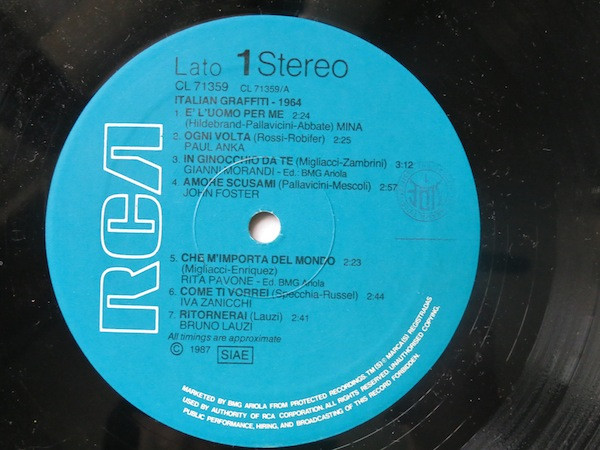 Lato 1 Stereo
CL 71359 CL 71359/A
ITALIAN GRAFFITI - 1964
1. E' L'UOMO PER ME 2:24
(Hildebrand-Pallavicini-Abbate) MINA
2. OGNI VOLTA (Rossi-Robifer) 2:25
PAUL ANKA
3. IN GINOCCHIO DA TE (Migliacci-Zambrini) 3:12
GIANNI MORANDI - Ed.: BMG Ariola
4. AMORE SCUSAMI (Pallavicini-Mescoli) 2:57
JOHN FOSTER
RCA
5. CHE M'IMPORTA DEL MONDO 2:23
(Migliacci-Enriquez)
RITA PAVONE - Ed. BMG Ariola
6. COME TI VORREI (Specchia-Russel) 2:44
IVA ZANICCHI
7. RITORNERAI (Lauzi) 2:41
BRUNO LAUZI
All timings are approximate
© 1987 SIAE
MARKETED BY BMG ARIOLA FROM PROTECTED RECORDINGS. TM(S)® MARCA(S) REGISTRADAS
USED BY AUTHORITY OF RCA CORPORATION. ALL RIGHTS RESERVED. UNAUTHORISED COPYING,
PUBLIC PERFORMANCE, HIRING, AND BROADCASTING OF THIS RECORD FORBIDDEN.